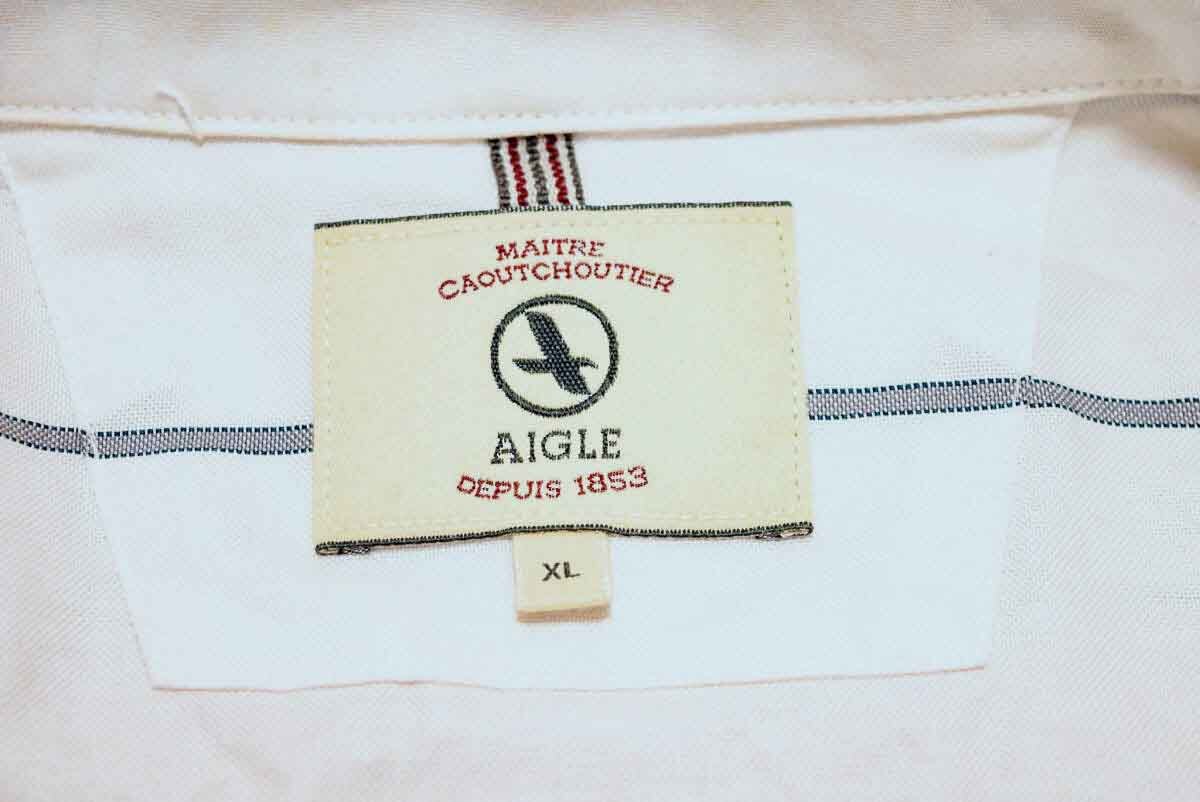 MAITRE
CAOUTCHOUTIER
AIGLE
DEPUIS 1853
XL